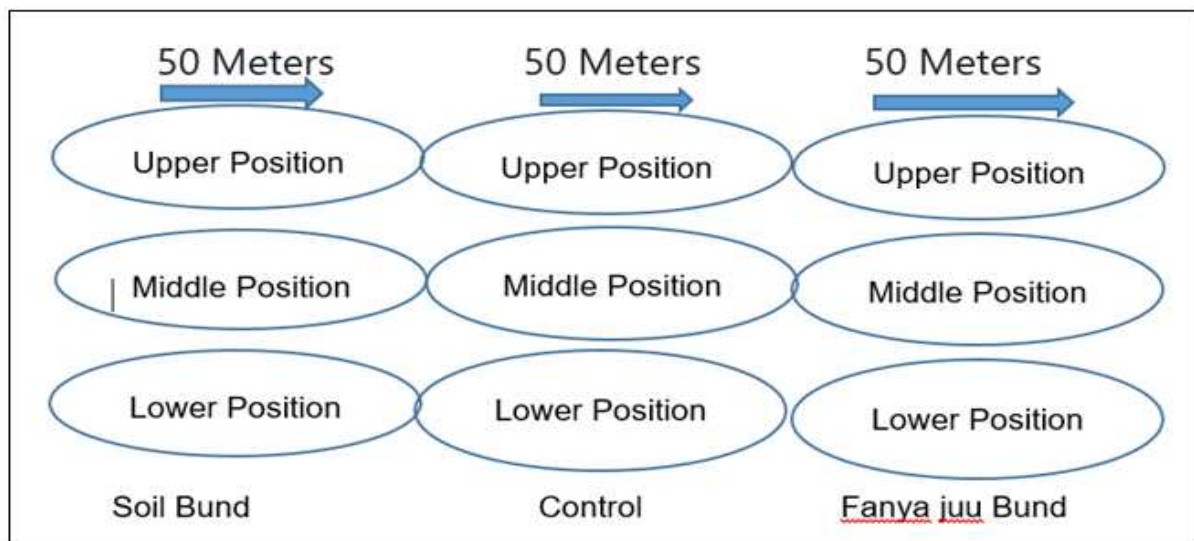 50 Meters 50 Meters 50 Meters
Upper Position Upper Position Upper Position
Middle Position Middle Position Middle Position
Lower Position Lower Position Lower Position
Soil Bund Control Fanya juu Bund